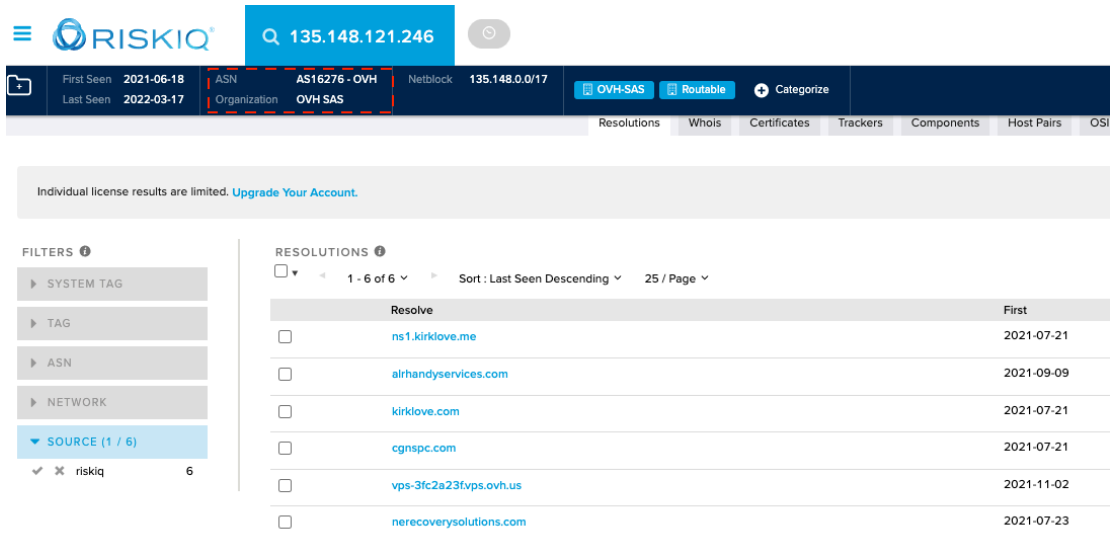 RISKIQ®
135.148.121.246
First Seen 2021-06-18 ASN AS16276 - OVH Netblock 135.148.0.0/17 OVH-SAS Routable Categorize
Last Seen 2022-03-17 Organization OVH SAS
Resolutions Whois Certificates Trackers Components Host Pairs OSI
Individual license results are limited. Upgrade Your Account.
FILTERS
SYSTEM TAG
TAG
ASN
NETWORK
SOURCE (1 / 6)
riskiq 6
RESOLUTIONS
1 - 6 of 6 Sort : Last Seen Descending 25 / Page
Resolve First
ns1.kirklove.me 2021-07-21
alrhandyservices.com 2021-09-09
kirklove.com 2021-07-21
cgnspc.com 2021-07-21
vps-3fc2a23f.vps.ovh.us 2021-11-02
nerecoverysolutions.com 2021-07-23